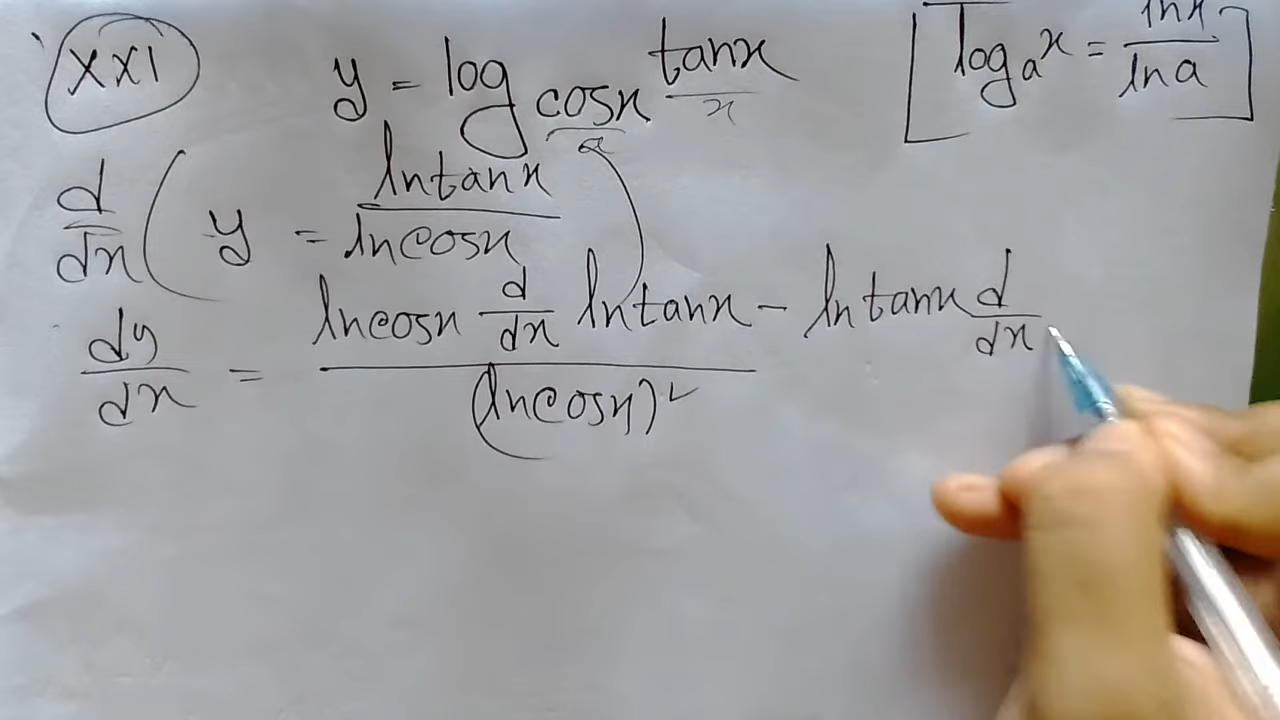 XXI
y = log_cosx tanx
x
a
[log_a x = lnx/lna]
d/dx ( y = lntanx/lncosx )
dy/dx = lncosx d/dx lntanx - lntanx d/dx
(lncosx)²